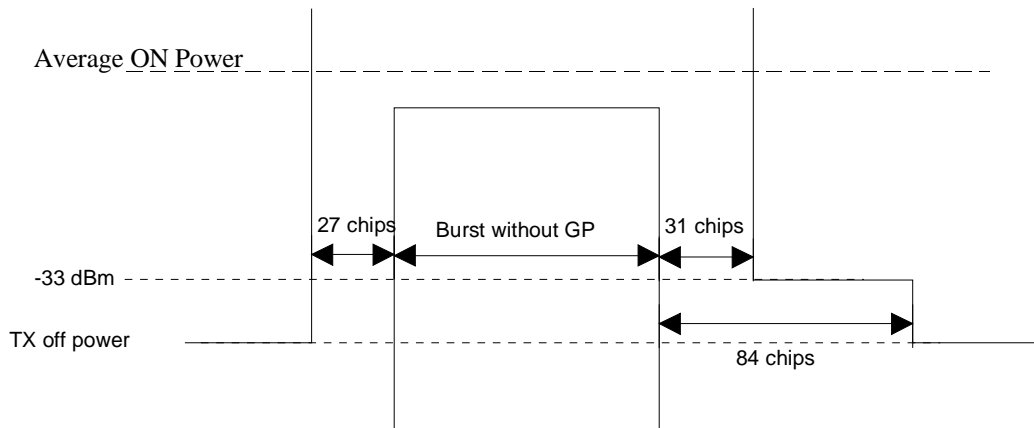 Average ON Power
27 chips
Burst without GP
31 chips
-33 dBm
TX off power
84 chips